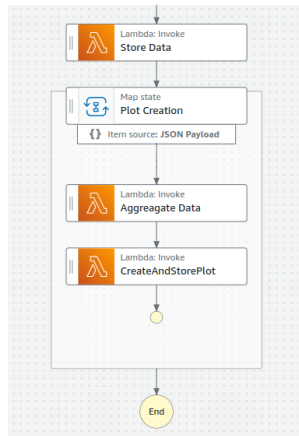 Lambda: Invoke
Store Data
Map state
Plot Creation
{} Item source: JSON Payload
Lambda: Invoke
Aggreagate Data
Lambda: Invoke
CreateAndStorePlot
End